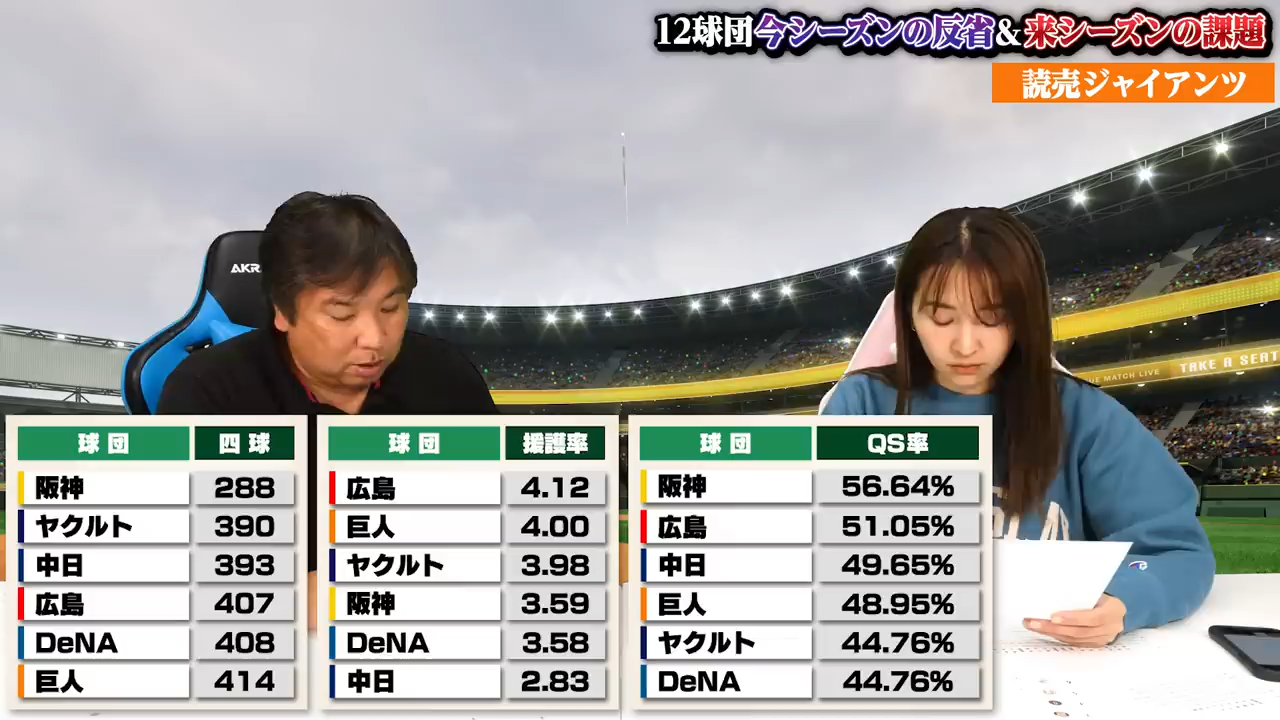 12球団今シーズンの反省&来シーズンの課題
読売ジャイアンツ
AKR
TAKE A SEAT
UE MATCH LIVE
球団 四球
阪神 288
ヤクルト 390
中日 393
広島 407
DeNA 408
巨人 414
球団 援護率
広島 4.12
巨人 4.00
ヤクルト 3.98
阪神 3.59
DeNA 3.58
中日 2.83
球団 QS率
阪神 56.64%
広島 51.05%
中日 49.65%
巨人 48.95%
ヤクルト 44.76%
DeNA 44.76%